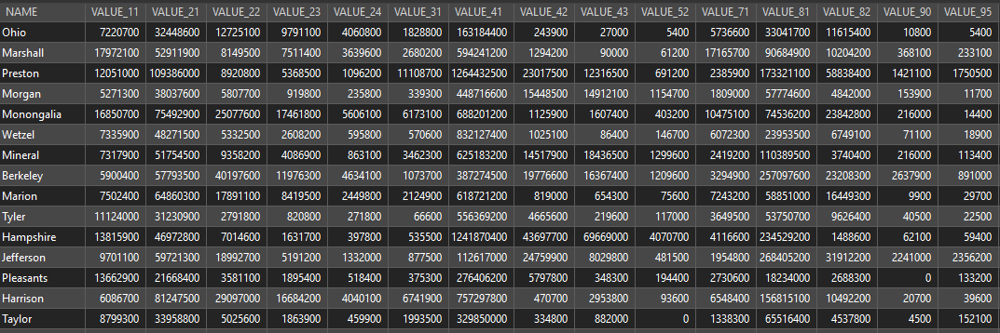 NAME VALUE_11 VALUE_21 VALUE_22 VALUE_23 VALUE_24 VALUE_31 VALUE_41 VALUE_42 VALUE_43 VALUE_52 VALUE_71 VALUE_81 VALUE_82 VALUE_90 VALUE_95
Ohio 7220700 32448600 12725100 9791100 4060800 1828800 163184400 243900 27000 5400 5736600 33041700 11615400 10800 5400
Marshall 17972100 52911900 8149500 7511400 3639600 2680200 594241200 1294200 90000 61200 17165700 90684900 10204200 368100 233100
Preston 12051000 109386000 8920800 5368500 1096200 11108700 1264432500 23017500 12316500 691200 2385900 173321100 58838400 1421100 1750500
Morgan 5271300 38037600 5807700 919800 235800 339300 448716600 15448500 14912100 1154700 1809000 57774600 4842000 153900 11700
Monongalia 16850700 75492900 25077600 17461800 5606100 6173100 688201200 1125900 1607400 403200 10475100 74536200 23842800 216000 14400
Wetzel 7335900 48271500 5332500 2608200 595800 570600 832127400 1025100 86400 146700 6072300 23953500 6749100 71100 18900
Mineral 7317900 51754500 9358200 4086900 863100 3462300 625183200 14517900 18436500 1299600 2419200 110389500 3740400 216000 113400
Berkeley 5900400 57793500 40197600 11976300 4634100 1073700 387274500 19776600 16367400 1209600 3294900 257097600 23208300 2637900 891000
Marion 7502400 64860300 17891100 8419500 2449800 2124900 618721200 819000 654300 75600 7243200 58851000 16449300 9900 29700
Tyler 11124000 31230900 2791800 820800 271800 66600 556369200 4665600 219600 117000 3649500 53750700 9626400 40500 22500
Hampshire 13815900 46972800 7014600 1631700 397800 535500 1241870400 43697700 69669000 4070700 4116600 234529200 1488600 62100 59400
Jefferson 9701100 59721300 18992700 5191200 1332000 877500 112617000 24759900 8029800 481500 1954800 268405200 31912200 2241000 2356200
Pleasants 13662900 21668400 3581100 1895400 518400 375300 276406200 5797800 348300 194400 2730600 18234000 2688300 0 133200
Harrison 6086700 81247500 29097000 16684200 4040100 6741900 757297800 470700 2953800 93600 6548400 156815100 10492200 20700 39600
Taylor 8799300 33958800 5025600 1863900 459900 1993500 329850000 334800 882000 0 1338300 65516400 4537800 4500 152100